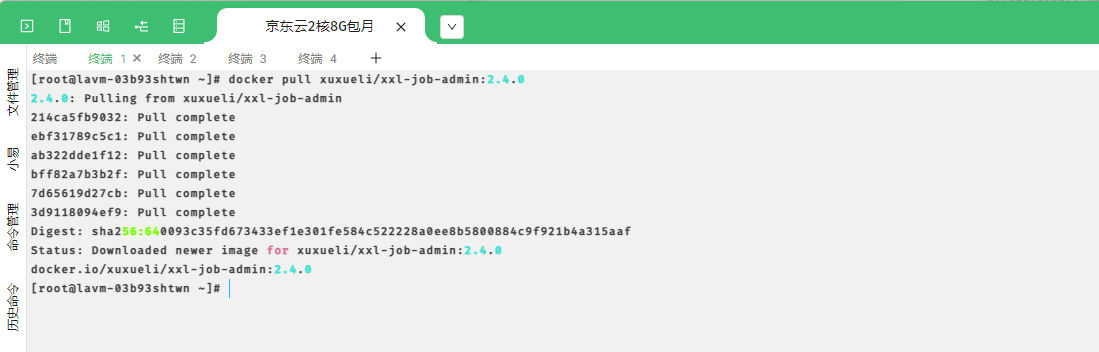 京东云2核8G包月
终端 终端 1 终端 2 终端 3 终端 4
文件管理
小易
命令管理
历史命令
[root@lavm-03b93shtwn ~]# docker pull xuxueli/xxl-job-admin:2.4.0
2.4.0: Pulling from xuxueli/xxl-job-admin
214ca5fb9032: Pull complete
ebf31789c5c1: Pull complete
ab322dde1f12: Pull complete
bff82a7b3b2f: Pull complete
7d65619d27cb: Pull complete
3d9118094ef9: Pull complete
Digest: sha256:640093c35fd673433ef1e301fe584c522228a0ee8b5800884c9f921b4a315aaf
Status: Downloaded newer image for xuxueli/xxl-job-admin:2.4.0
docker.io/xuxueli/xxl-job-admin:2.4.0
[root@lavm-03b93shtwn ~]#